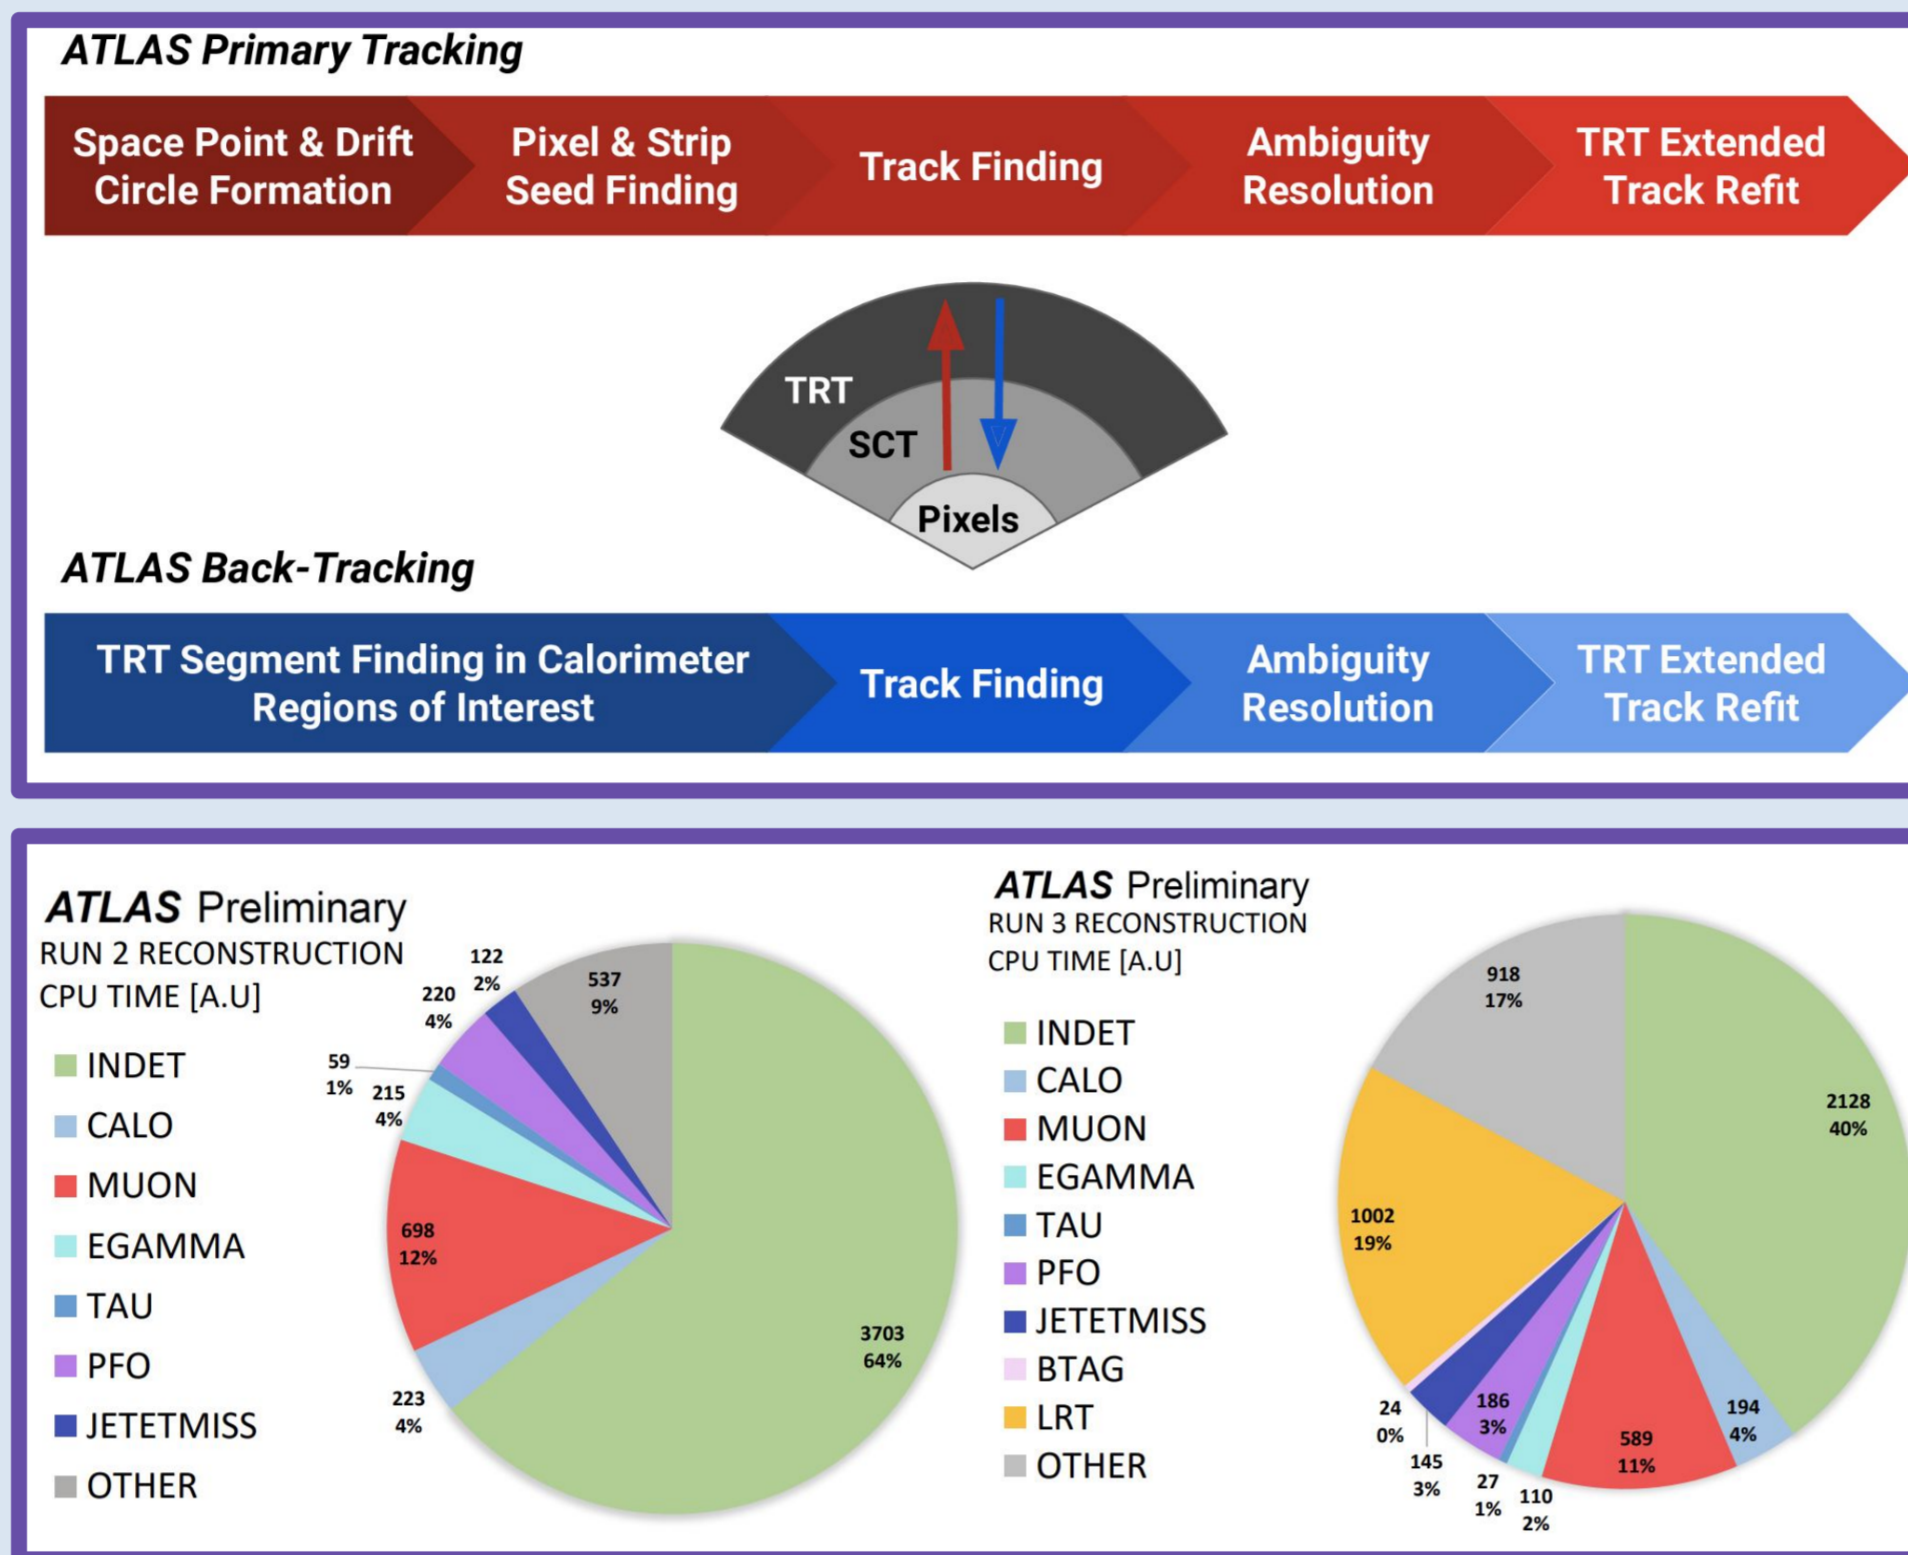 ATLAS Primary Tracking
Space Point & Drift
Circle Formation
Pixel & Strip
Seed Finding
Track Finding
Ambiguity
Resolution
TRT Extended
Track Refit
TRT
SCT
Pixels
ATLAS Back-Tracking
TRT Segment Finding in Calorimeter
Regions of Interest
Track Finding
Ambiguity
Resolution
TRT Extended
Track Refit
ATLAS Preliminary
RUN 2 RECONSTRUCTION
CPU TIME [A.U]
INDET
CALO
MUON
EGAMMA
TAU
PFO
JETETMISS
OTHER
122
2%
537
9%
220
4%
59
1%
215
4%
698
12%
3703
64%
223
4%
ATLAS Preliminary
RUN 3 RECONSTRUCTION
CPU TIME [A.U]
INDET
CALO
MUON
EGAMMA
TAU
PFO
JETETMISS
BTAG
LRT
OTHER
918
17%
2128
40%
1002
19%
24
0%
145
3%
186
3%
27
1%
110
2%
589
11%
194
4%